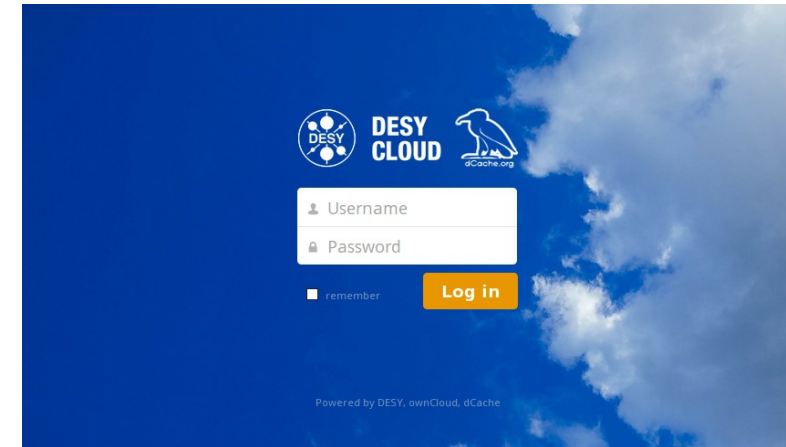 DESY
DESY
CLOUD
dCache.org
Username
Password
remember
Log in
Powered by DESY, ownCloud, dCache